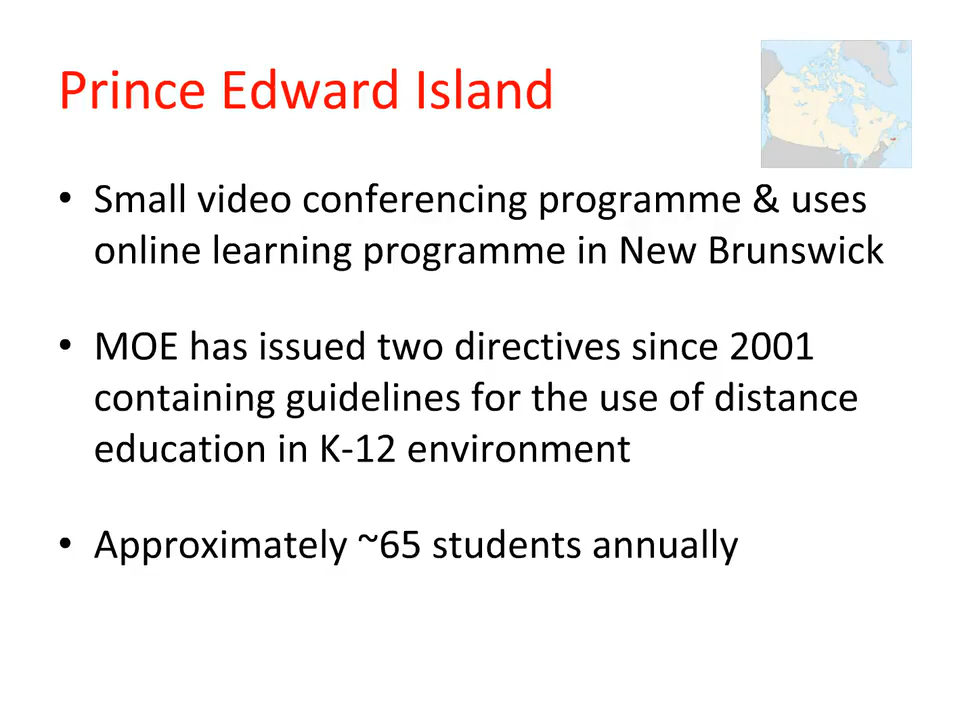 Prince Edward Island
• Small video conferencing programme & uses
online learning programme in New Brunswick
• MOE has issued two directives since 2001
containing guidelines for the use of distance
education in K-12 environment
• Approximately ~65 students annually